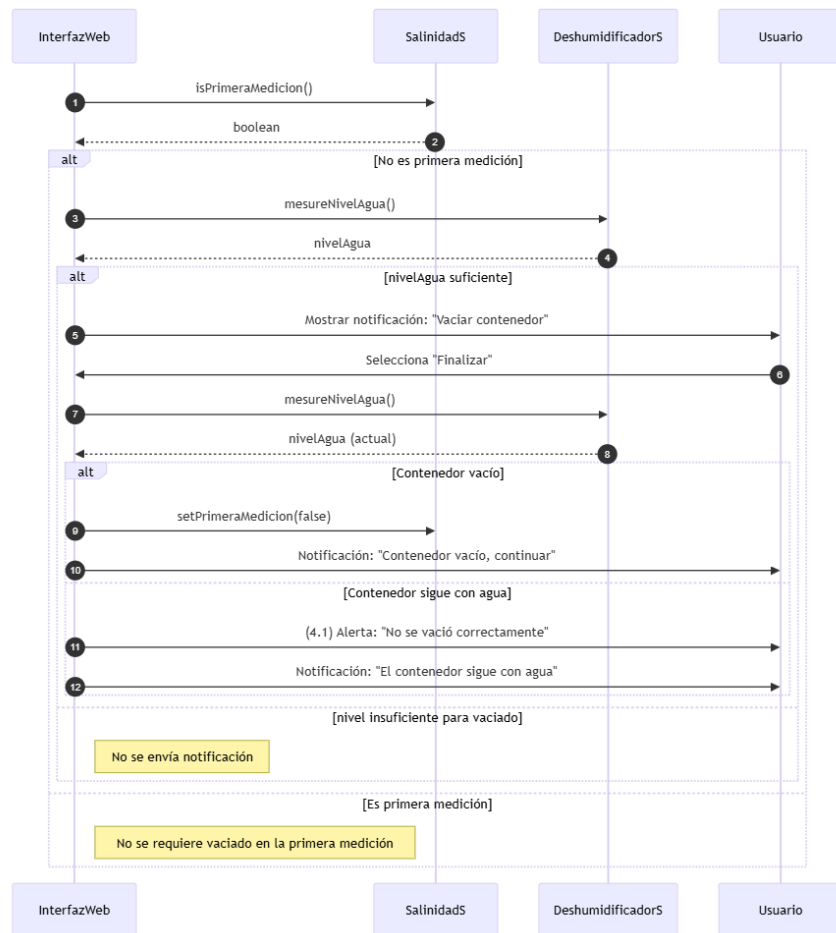 InterfazWeb
SalinidadS
DeshumidificadorS
Usuario
isPrimeraMedicion()
1
boolean
2
alt
[No es primera medición]
mesureNivelAgua()
3
nivelAgua
4
alt
[nivelAgua suficiente]
Mostrar notificación: "Vaciar contenedor"
5
Selecciona "Finalizar"
6
mesureNivelAgua()
7
nivelAgua (actual)
8
alt
[Contenedor vacío]
setPrimeraMedicion(false)
9
Notificación: "Contenedor vacío, continuar"
10
[Contenedor sigue con agua]
(4.1) Alerta: "No se vació correctamente"
11
Notificación: "El contenedor sigue con agua"
12
[nivel insuficiente para vaciado]
No se envía notificación
[Es primera medición]
No se requiere vaciado en la primera medición
InterfazWeb
SalinidadS
DeshumidificadorS
Usuario